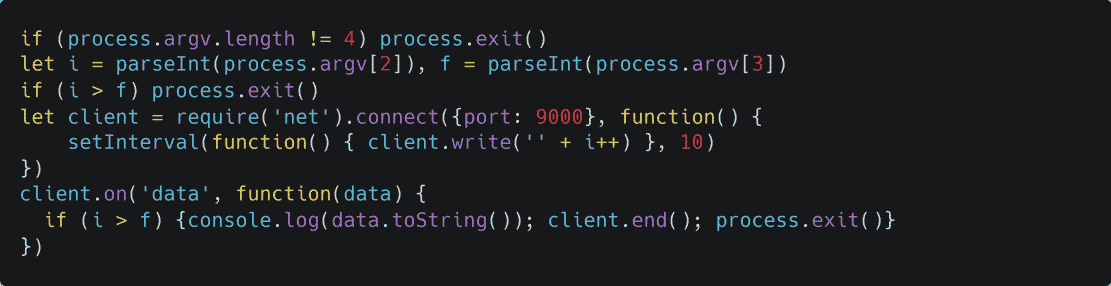 if (process.argv.length != 4) process.exit()
let i = parseInt(process.argv[2]), f = parseInt(process.argv[3])
if (i > f) process.exit()
let client = require('net').connect({port: 9000}, function() {
    setInterval(function() { client.write('' + i++) }, 10)
})
client.on('data', function(data) {
  if (i > f) {console.log(data.toString()); client.end(); process.exit()}
})